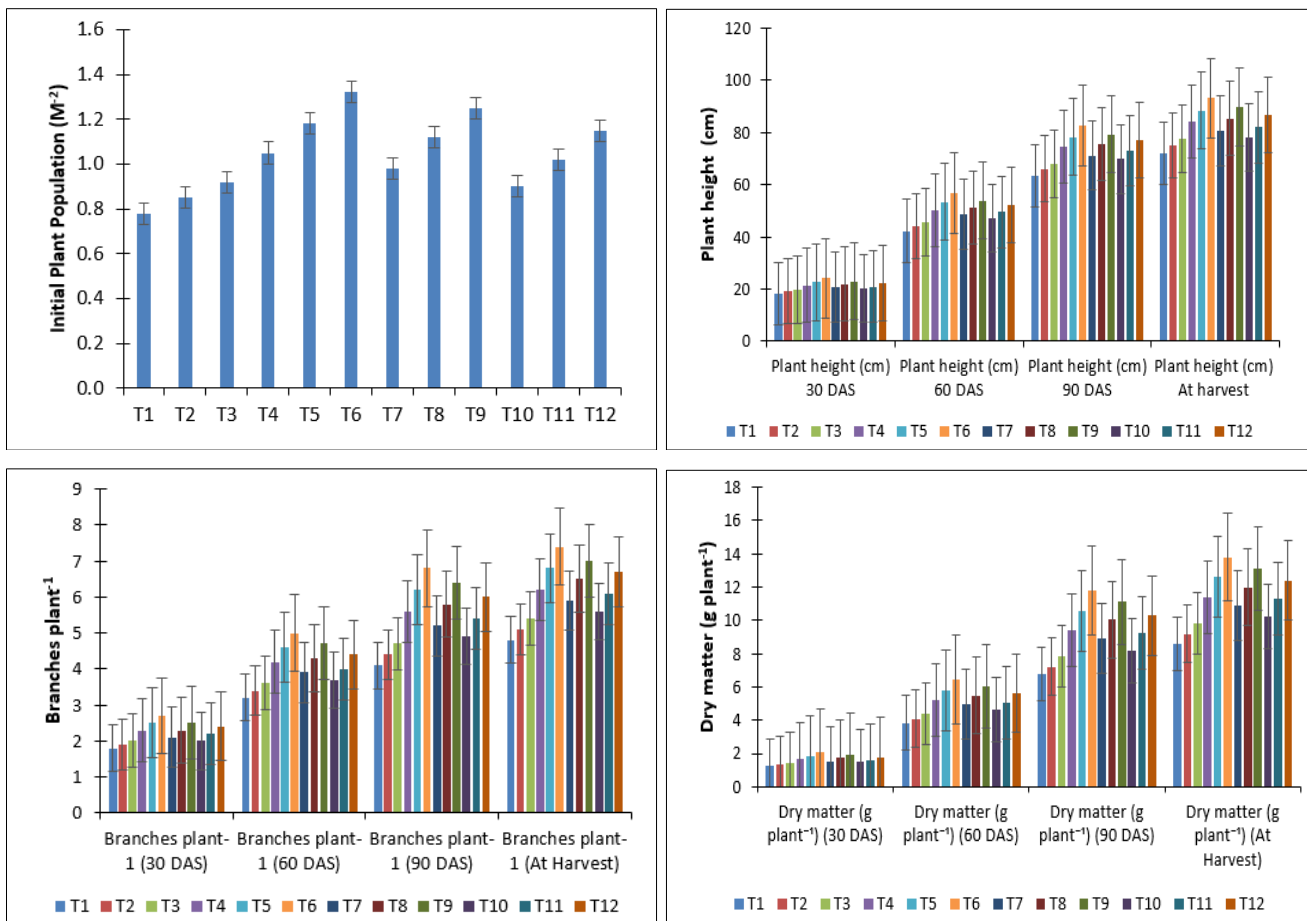 Initial Plant Population (M⁻²)
1.6
1.4
1.2
1.0
0.8
0.6
0.4
0.2
0.0
T1 T2 T3 T4 T5 T6 T7 T8 T9 T10 T11 T12
Plant height (cm)
120
100
80
60
40
20
0
Plant height (cm) Plant height (cm) Plant height (cm) Plant height (cm)
30 DAS 60 DAS 90 DAS At harvest
T1 T2 T3 T4 T5 T6 T7 T8 T9 T10 T11 T12
Branches plant⁻¹
9
8
7
6
5
4
3
2
1
0
Branches plant- Branches plant- Branches plant- Branches plant-
1 (30 DAS) 1 (60 DAS) 1 (90 DAS) 1 (At Harvest)
T1 T2 T3 T4 T5 T6 T7 T8 T9 T10 T11 T12
Dry matter (g plant⁻¹)
18
16
14
12
10
8
6
4
2
0
Dry matter (g Dry matter (g Dry matter (g Dry matter (g
plant⁻¹) (30 DAS) plant⁻¹) (60 DAS) plant⁻¹) (90 DAS) plant⁻¹) (At
Harvest)
T1 T2 T3 T4 T5 T6 T7 T8 T9 T10 T11 T12